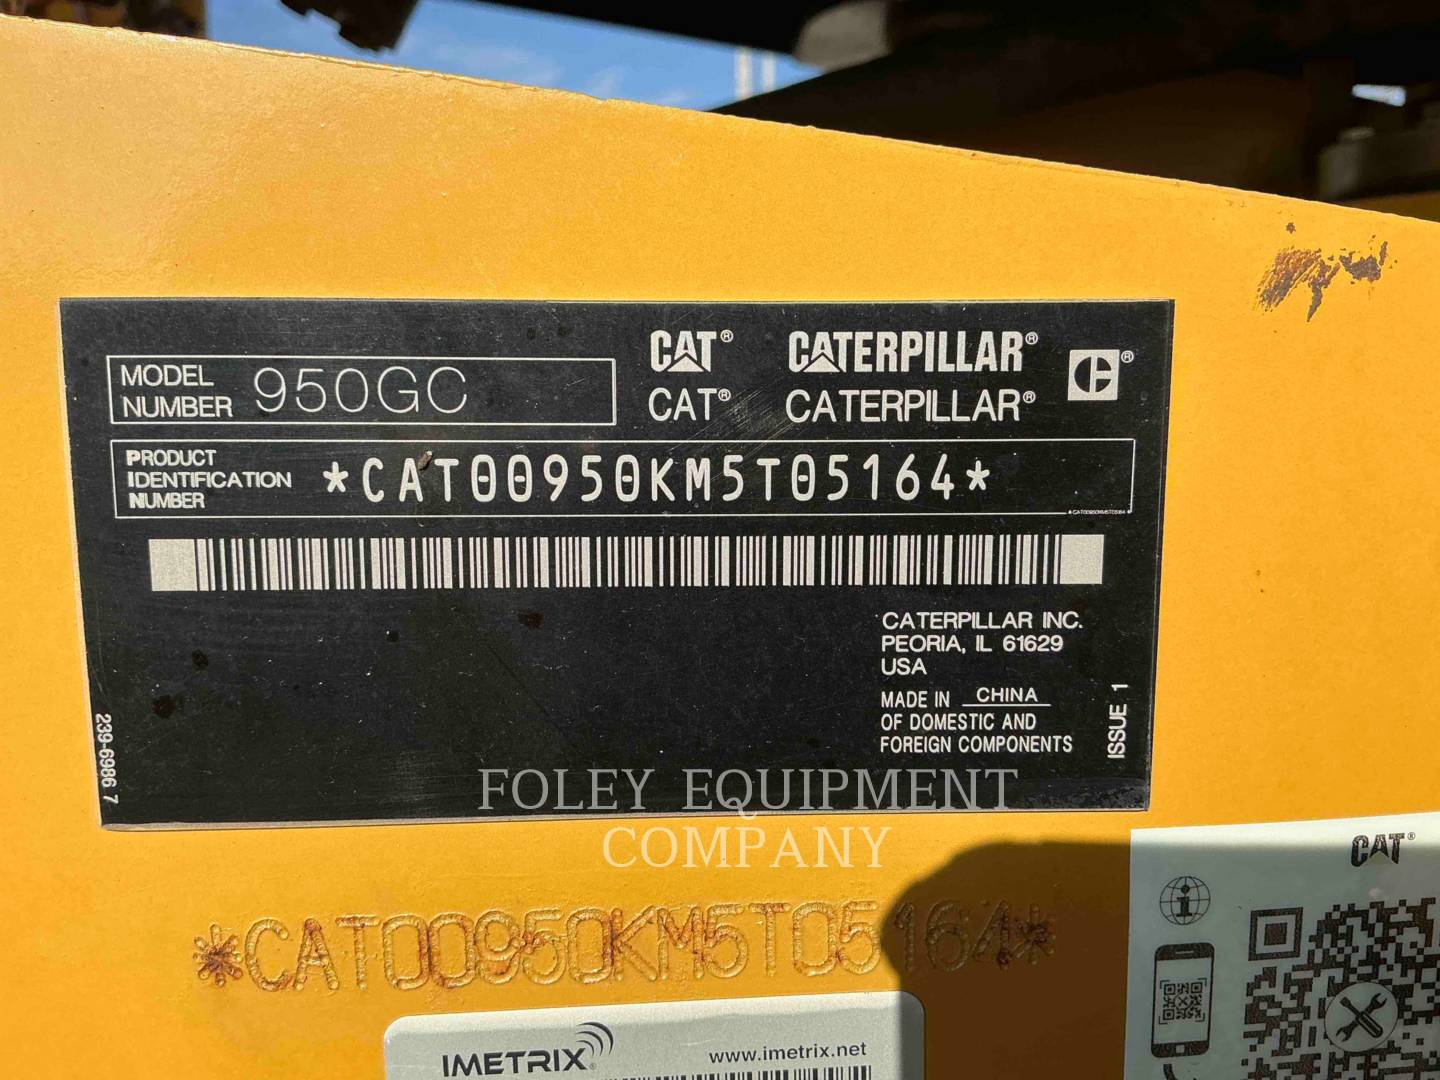 MODEL NUMBER 950GC
CAT® CATERPILLAR®
CAT® CATERPILLAR®
PRODUCT IDENTIFICATION NUMBER *CAT00950KM5T05164*
*CAT00950KM5T05164*
CATERPILLAR INC.
PEORIA, IL 61629
USA
MADE IN CHINA
OF DOMESTIC AND
FOREIGN COMPONENTS
ISSUE 1
239-6986 7
FOLEY EQUIPMENT
COMPANY
*CAT00950KM5T05164*
CAT®
IMETRIX
www.imetrix.net